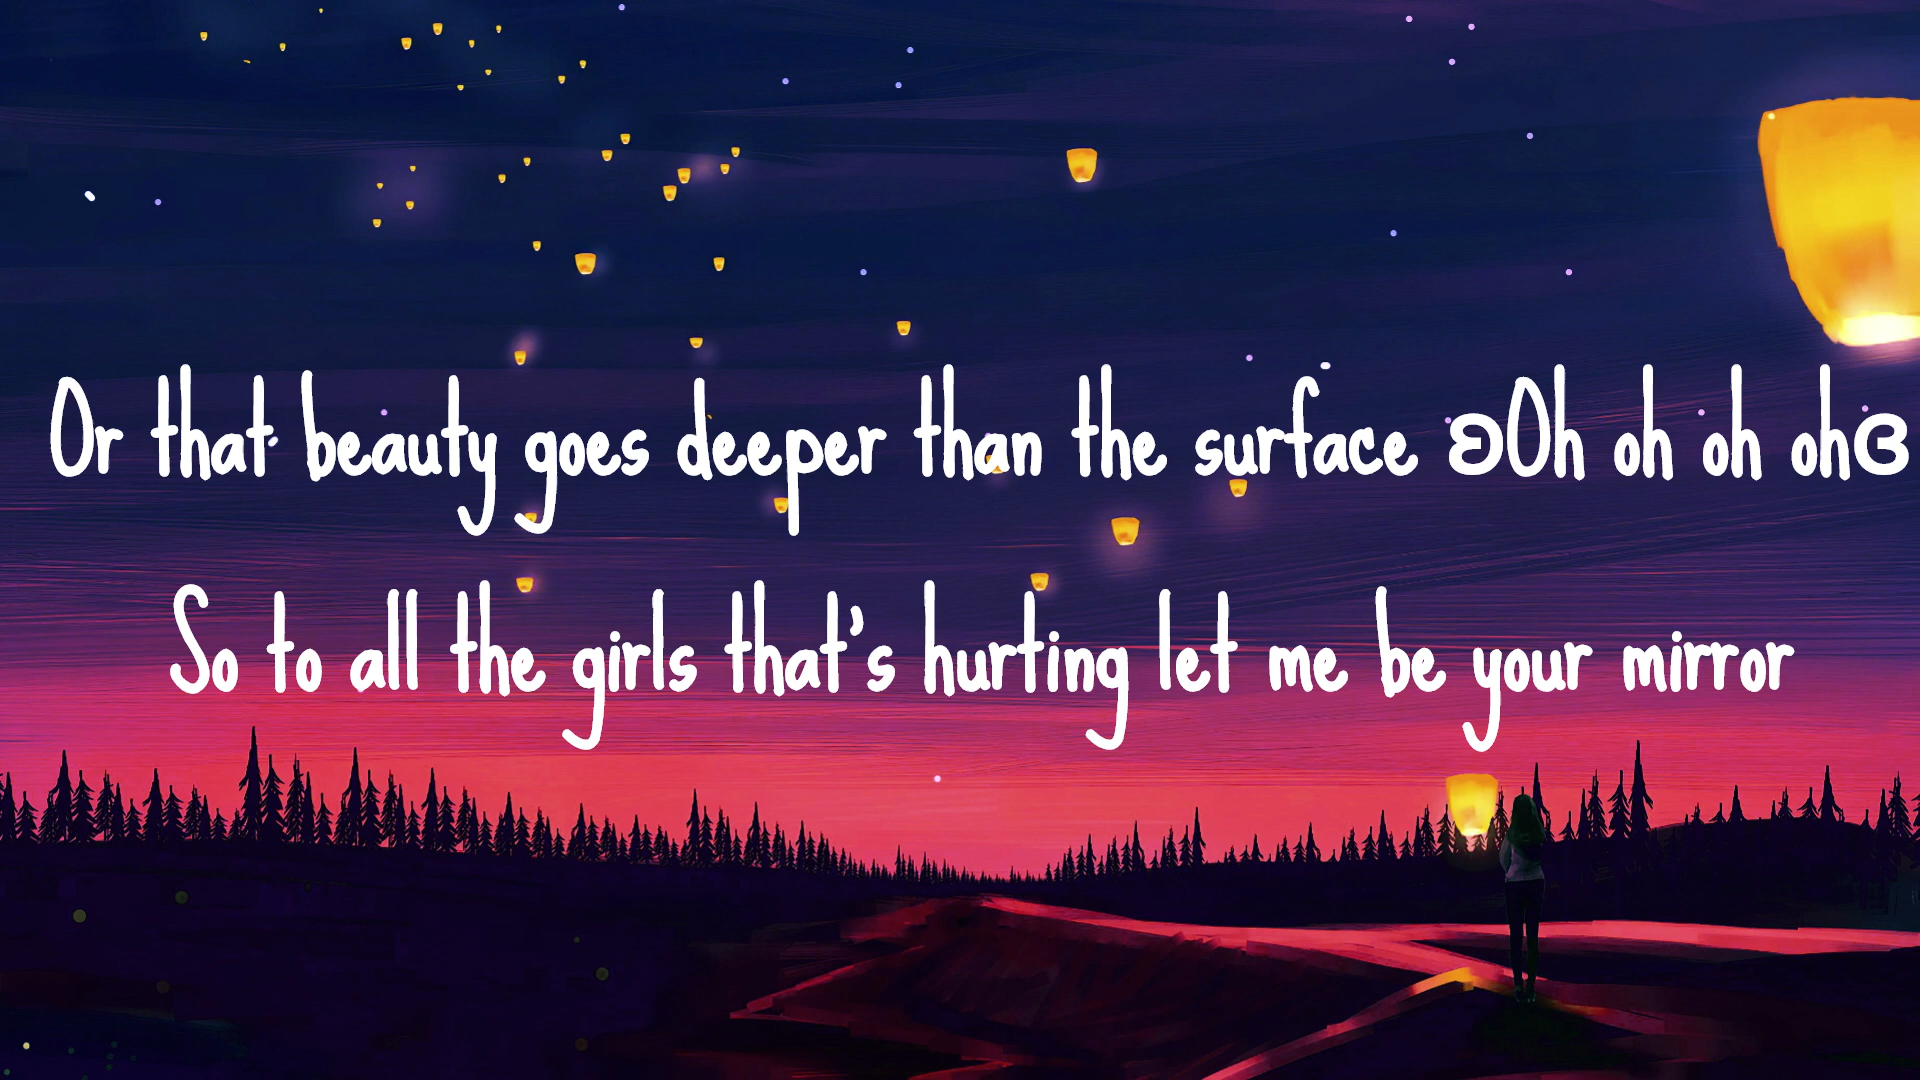 Or that beauty goes deeper than the surface ʚOh oh oh ohɞ
So to all the girls that's hurting let me be your mirror